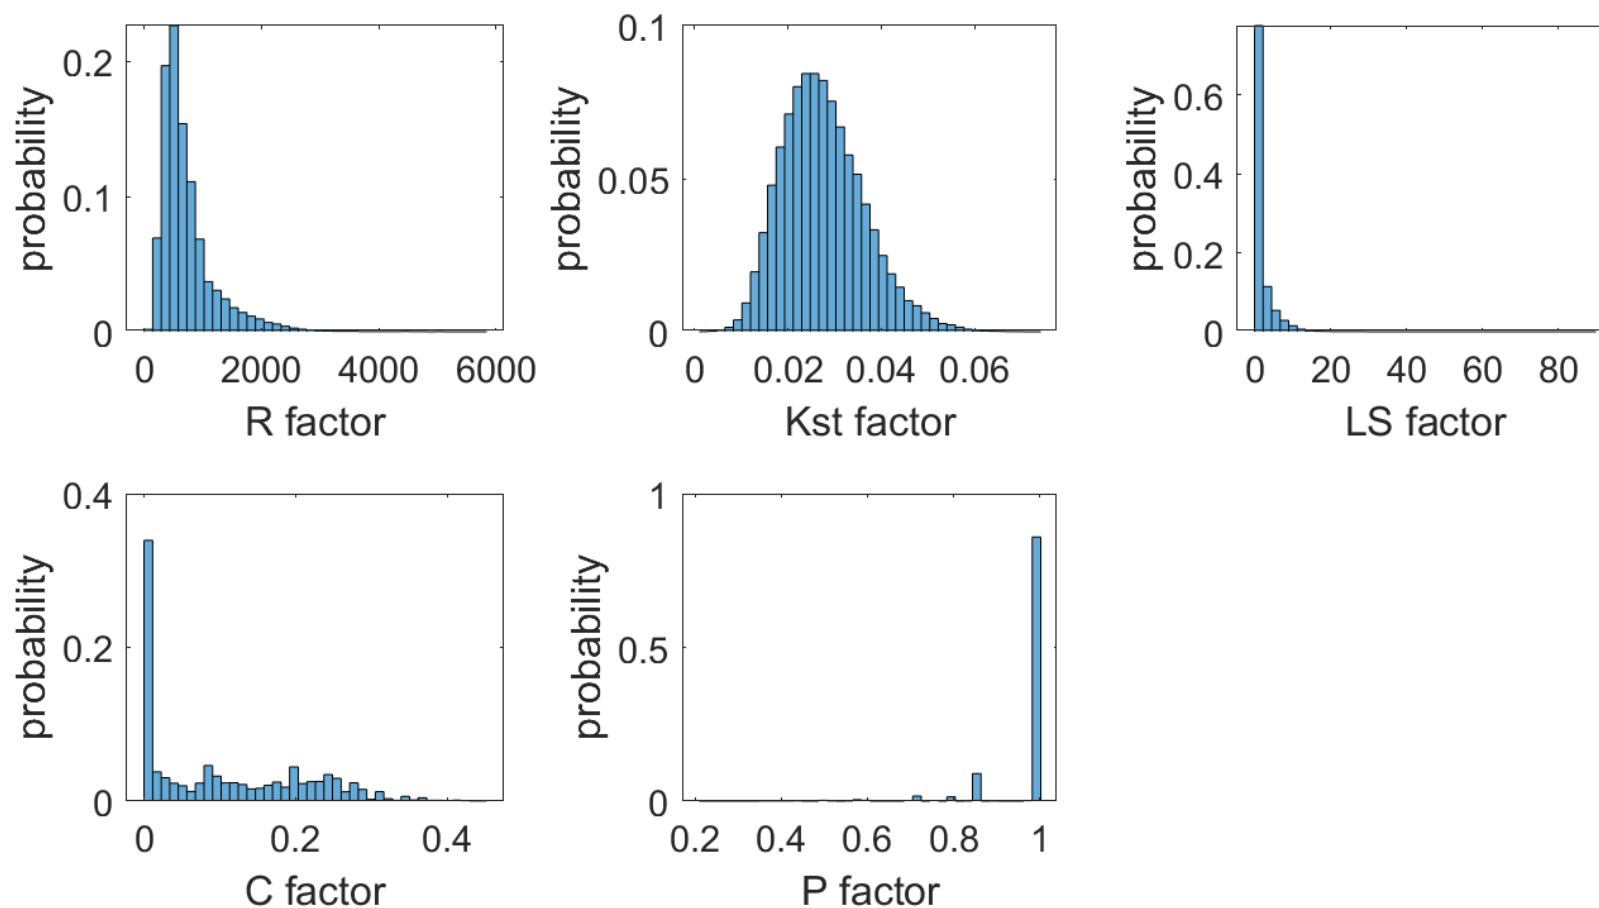 probability
0.2
0.1
0
0 2000 4000 6000
R factor
probability
0.1
0.05
0
0 0.02 0.04 0.06
Kst factor
probability
0.6
0.4
0.2
0
0 20 40 60 80
LS factor
probability
0.4
0.2
0
0 0.2 0.4
C factor
probability
1
0.5
0
0.2 0.4 0.6 0.8 1
P factor